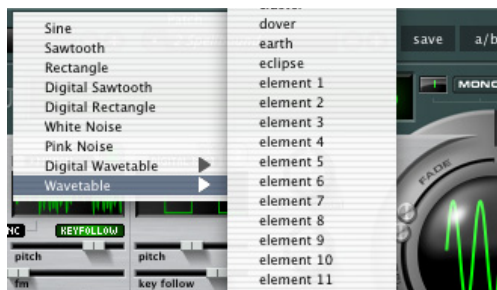 Sine
Sawtooth
Rectangle
Digital Sawtooth
Digital Rectangle
White Noise
Pink Noise
Digital Wavetable
Wavetable
dover
earth
eclipse
element 1
element 2
element 3
element 4
element 5
element 6
element 7
element 8
element 9
element 10
element 11
save
a/b
MONO
FADE
NC
KEYFOLLOW
pitch
pitch
fm
key follow